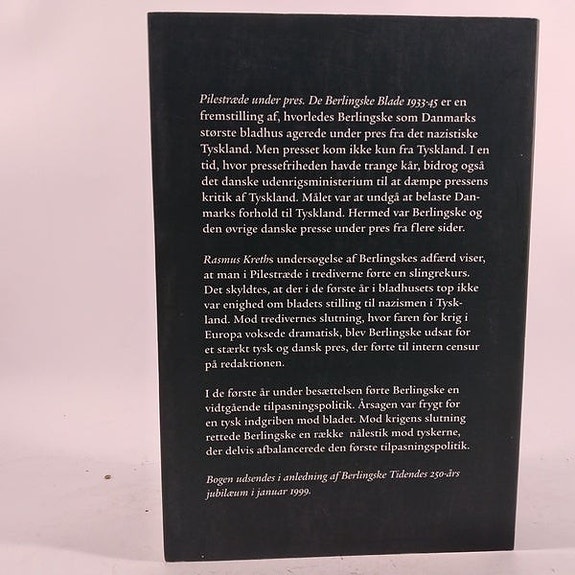 Pilestræde under pres. De Berlingske Blade 1933-45 er en
fremstilling af, hvorledes Berlingske som Danmarks
største bladhus agerede under pres fra det nazistiske
Tyskland. Men presset kom ikke kun fra Tyskland. I en
tid, hvor pressefriheden havde trange kår, bidrog også
det danske udenrigsministerium til at dæmpe pressens
kritik af Tyskland. Målet var at undgå at belaste Dan-
marks forhold til Tyskland. Hermed var Berlingske og
den øvrige danske presse under pres fra flere sider.
Rasmus Kreths undersøgelse af Berlingskes adfærd viser,
at man i Pilestræde i trediverne førte en slingrekurs.
Det skyldtes, at der i de første år i bladhusets top ikke
var enighed om bladets stilling til nazismen i Tysk-
land. Mod tredivernes slutning, hvor faren for krig i
Europa voksede dramatisk, blev Berlingske udsat for
et stærkt tysk og dansk pres, der førte til intern censur
på redaktionen.
I de første år under besættelsen førte Berlingske en
vidtgående tilpasningspolitik. Årsagen var frygt for
en tysk indgriben mod bladet. Mod krigens slutning
rettede Berlingske en række nålestik mod tyskerne,
der delvis afbalancerede den første tilpasningspolitik.
Bogen udsendes i anledning af Berlingske Tidendes 250-års
jubilæum i januar 1999.